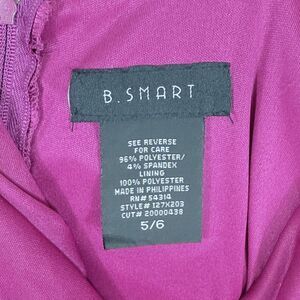 B. SMART
SEE REVERSE
FOR CARE
96% POLYESTER/
4% SPANDEX
LINING
100% POLYESTER
MADE IN PHILIPPINES
RN# 54314
STYLE# 127X203
CUT# 20000438
5/6